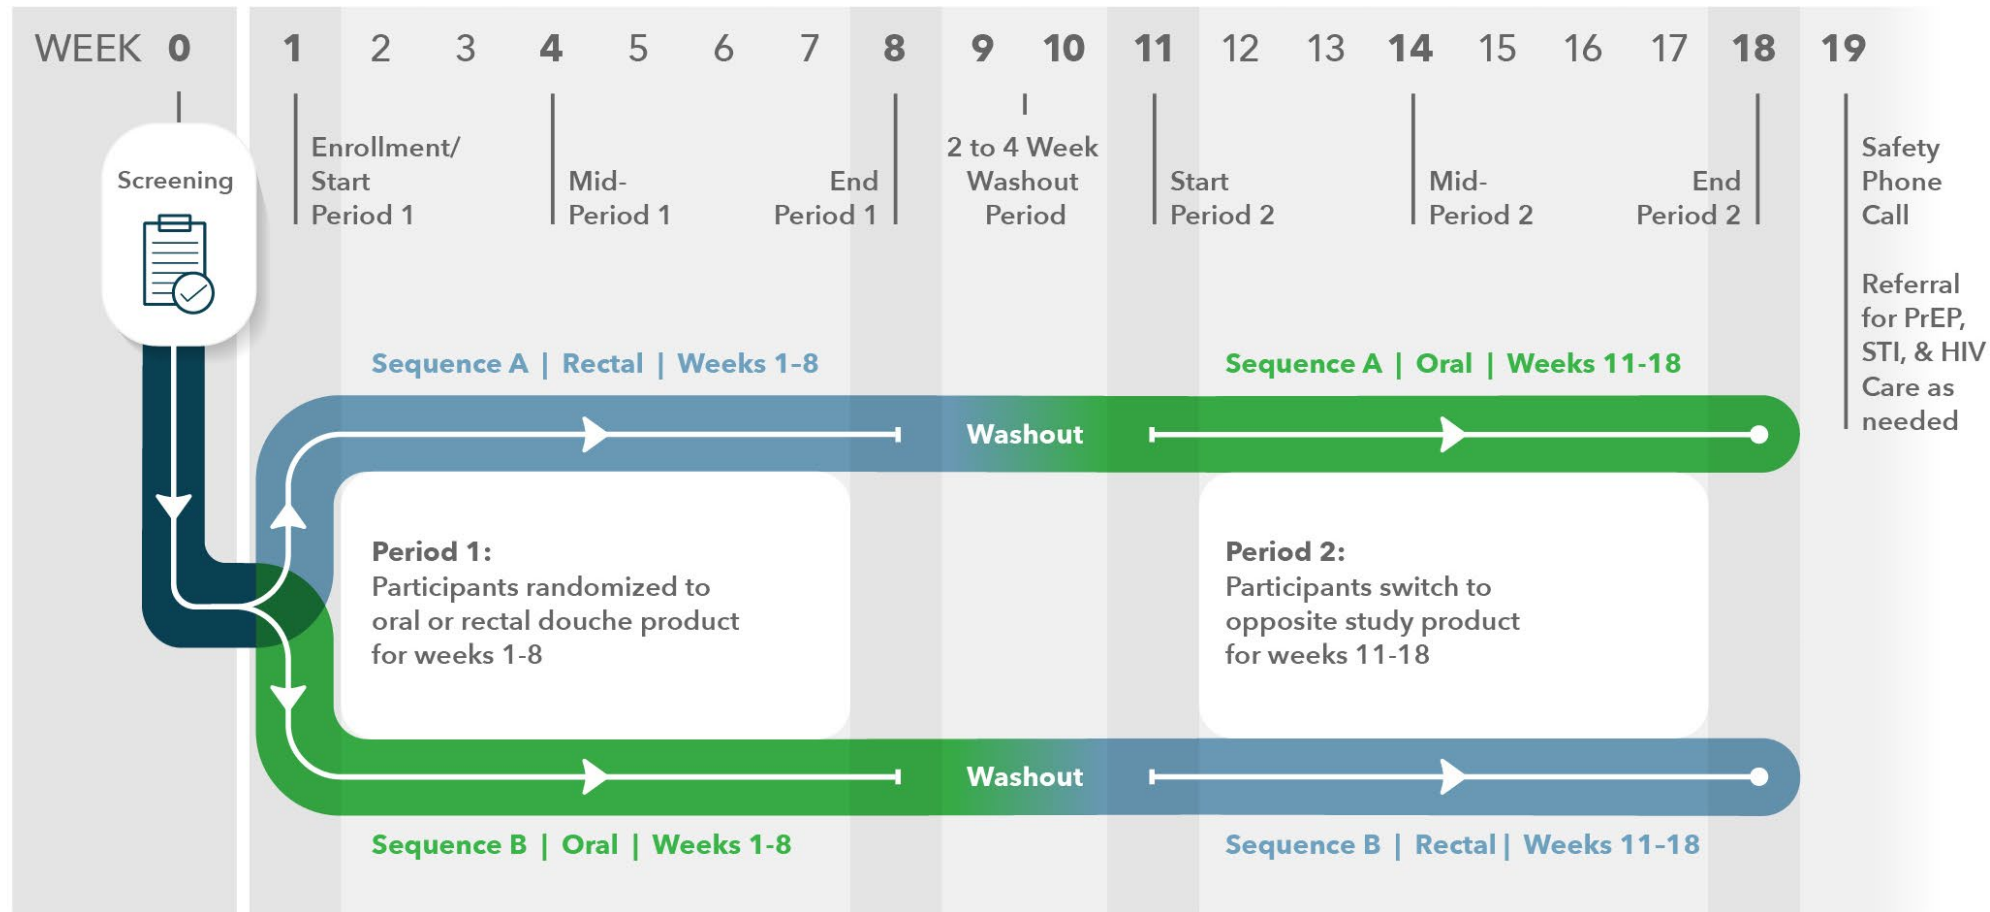 WEEK 0 1 2 3 4 5 6 7 8 9 10 11 12 13 14 15 16 17 18 19
Screening
Enrollment/
Start
Period 1
Mid-
Period 1
End
Period 1
2 to 4 Week
Washout
Period
Start
Period 2
Mid-
Period 2
End
Period 2
Safety
Phone
Call
Referral
for PrEP,
STI, & HIV
Care as
needed
Sequence A | Rectal | Weeks 1–8
Sequence A | Oral | Weeks 11-18
Washout
Period 1:
Participants randomized to
oral or rectal douche product
for weeks 1-8
Period 2:
Participants switch to
opposite study product
for weeks 11-18
Washout
Sequence B | Oral | Weeks 1-8
Sequence B | Rectal | Weeks 11–18